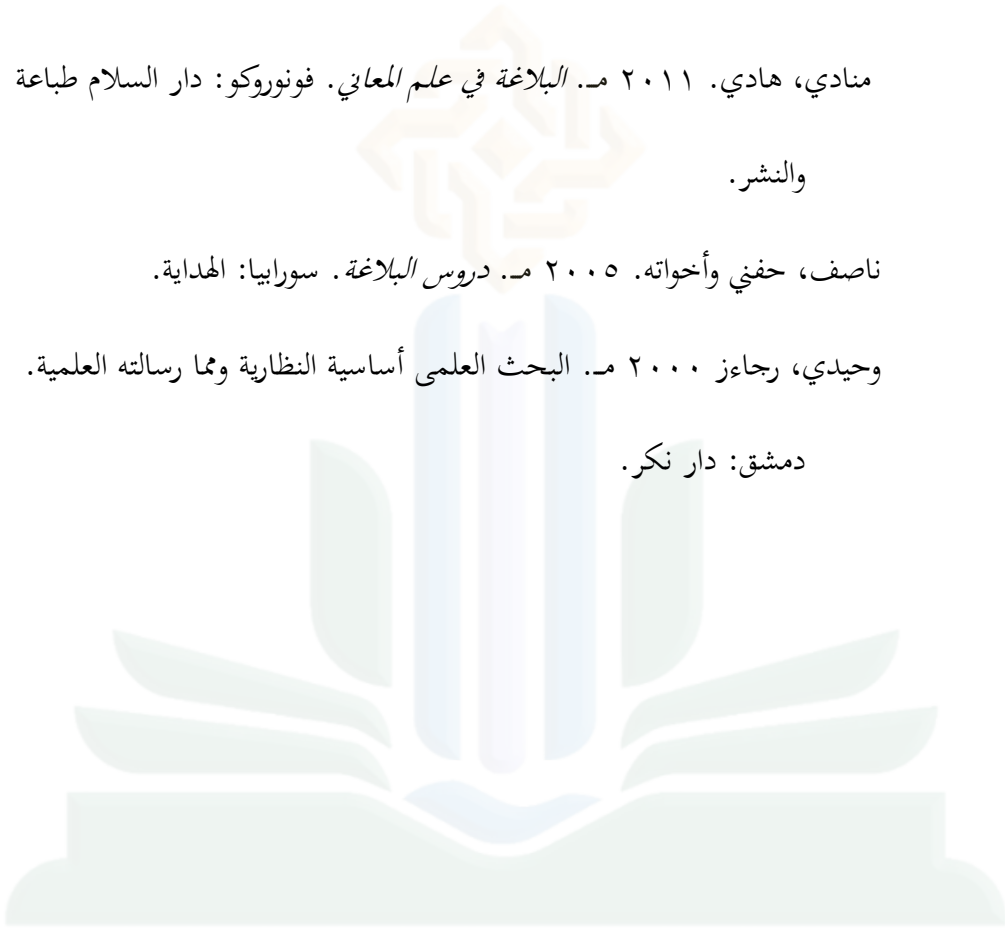 منادي، هادي. ٢٠١١ مـ. البلاغة في علم المعاني. فونوروكو: دار السلام طباعة
والنشر.
ناصف، حفني وأخواته. ٢٠٠٥ مـ. دروس البلاغة. سورابيا: الهداية.
وحيدي، رجاءز ٢٠٠٠ مـ. البحث العلمى أساسية النظارية ومما رسالته العلمية.
دمشق: دار نكر.